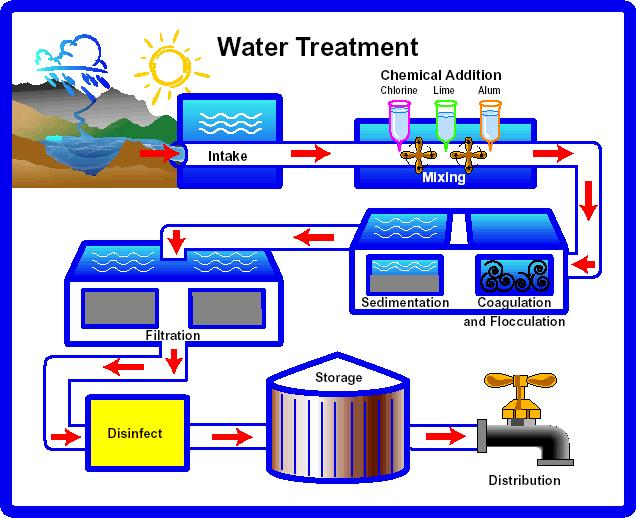 Water Treatment
Chemical Addition
Chlorine Lime Alum
Intake
Mixing
Sedimentation
Coagulation
and Flocculation
Filtration
Storage
Disinfect
Distribution